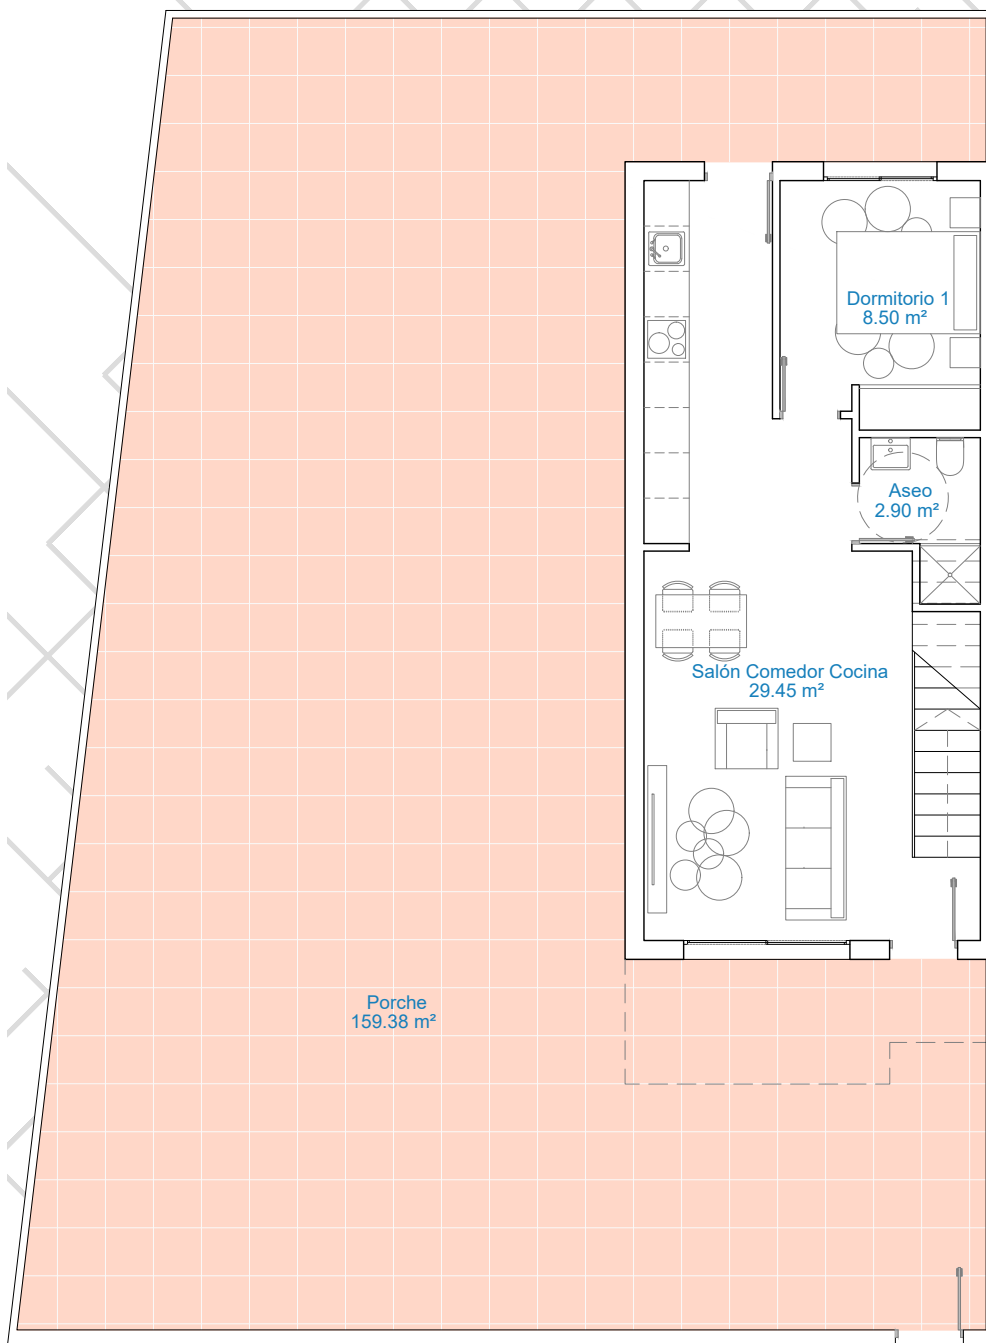 Dormitorio 1
8.50 m²
Aseo
2.90 m²
Salón Comedor Cocina
29.45 m²
Porche
159.38 m²